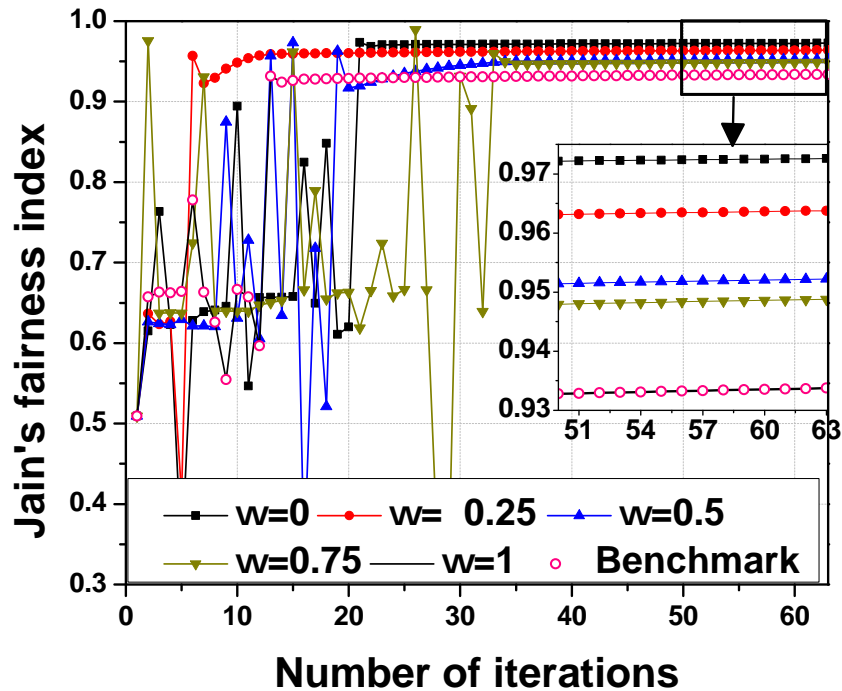 1.0
0.9
0.8
0.7
0.6
0.5
0.4
0.3
Jain's fairness index
0.97
0.96
0.95
0.94
0.93
51 54 57 60 63
w=0 w= 0.25 w=0.5
w=0.75 w=1 Benchmark
0 10 20 30 40 50 60
Number of iterations